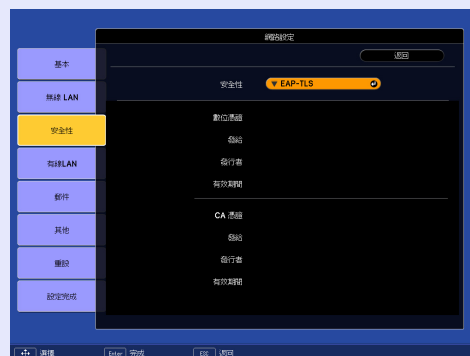 網路設定
返回
基本
無線 LAN
安全性
有線LAN
郵件
其他
重設
設定完成
安全性 ▼ EAP-TLS
數位憑證
發給
發行者
有效期間
CA 憑證
發給
發行者
有效期間
選擇 Enter 完成 ESC 返回